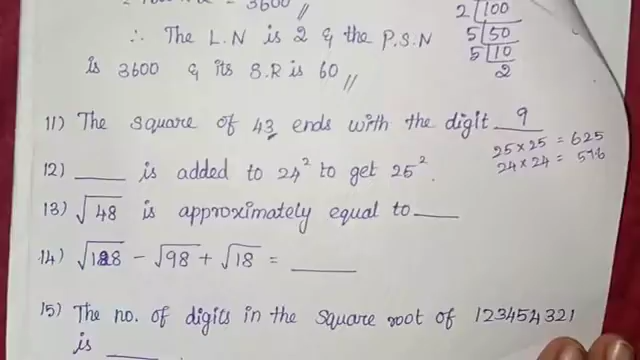 3600 //
∴ The L.N is 2 & the P.S.N
is 3600 & its S.R is 60 //
2 | 100
5 | 50
5 | 10
2
11) The square of 43 ends with the digit 9
25 × 25 = 625
24 × 24 = 576
12) ____ is added to 24² to get 25².
13) √48 is approximately equal to ____
14) √128 − √98 + √18 = ____
15) The no. of digits in the square root of 123454321
is ____.